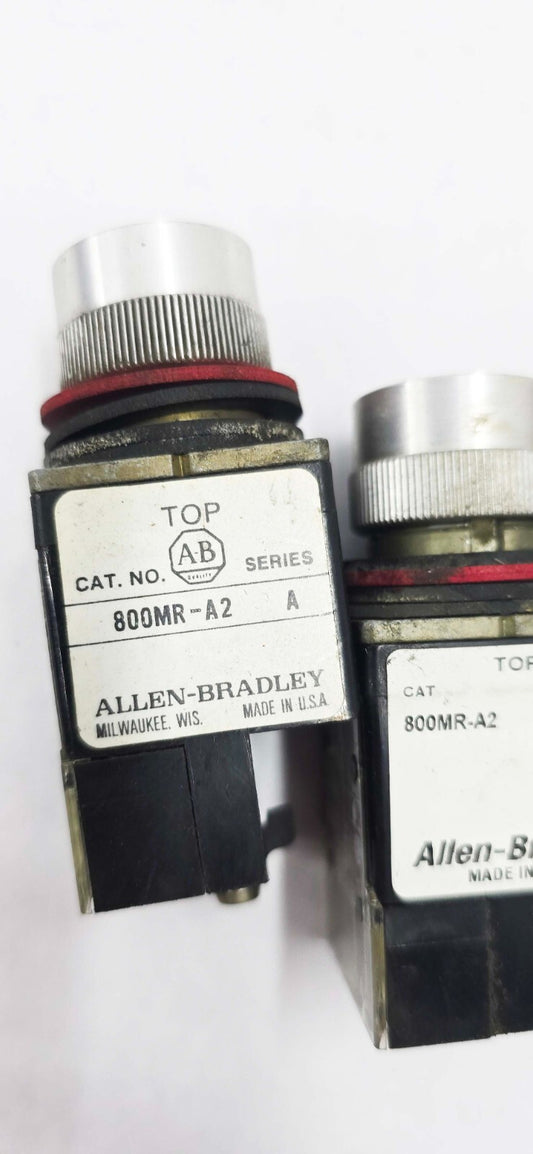 TOP
A-B
QUALITY
CAT. NO. SERIES
800MR-A2 A
ALLEN-BRADLEY
MILWAUKEE, WIS. MADE IN U.S.A.
TOP
CAT
800MR-A2
Allen-B
MADE IN